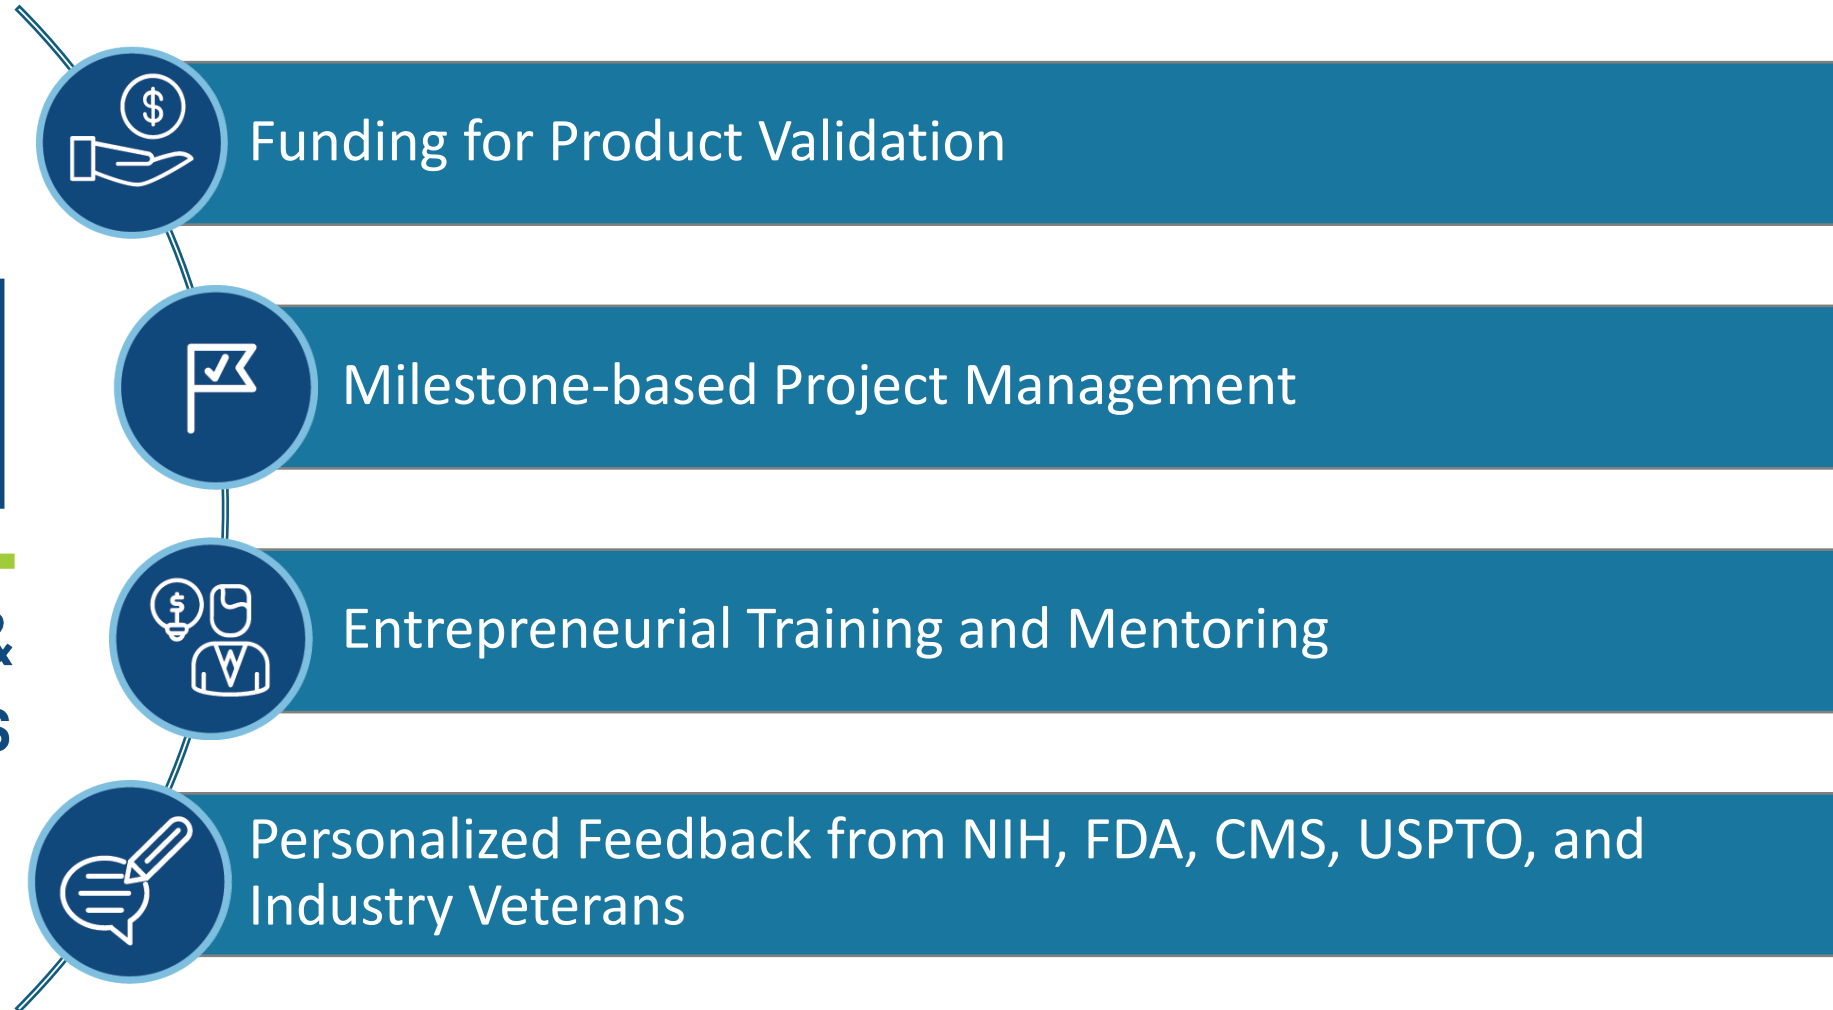 Funding for Product Validation
Milestone-based Project Management
Entrepreneurial Training and Mentoring
&
S
Personalized Feedback from NIH, FDA, CMS, USPTO, and
Industry Veterans